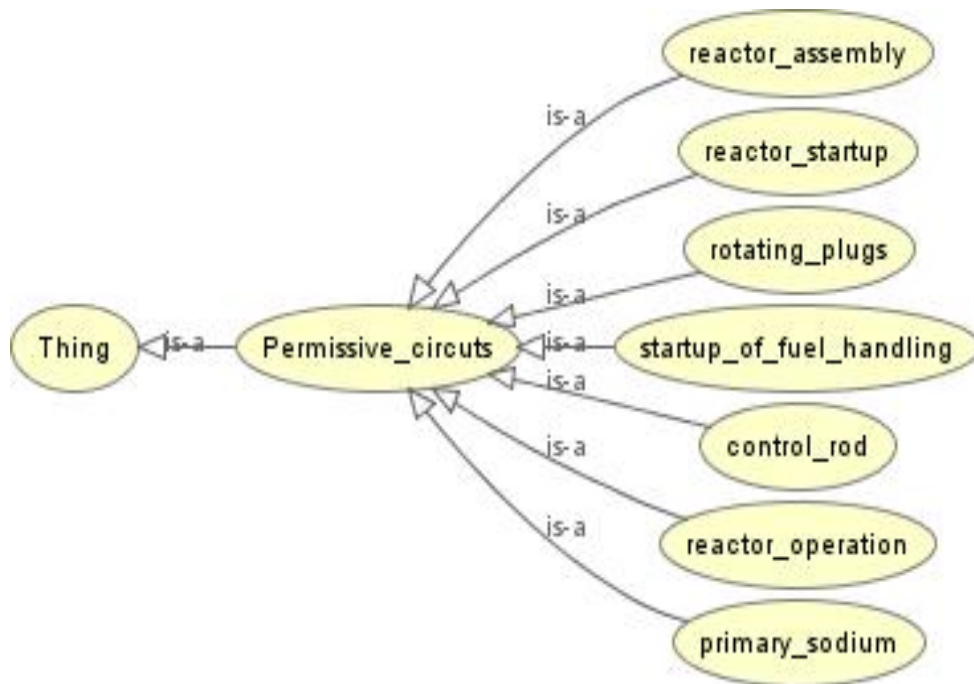 reactor_assembly
is-a
reactor_startup
is-a
rotating_plugs
is-a
Thing
is-a
Permissive_circuts
is-a
startup_of_fuel_handling
is-a
control_rod
is-a
reactor_operation
is-a
primary_sodium